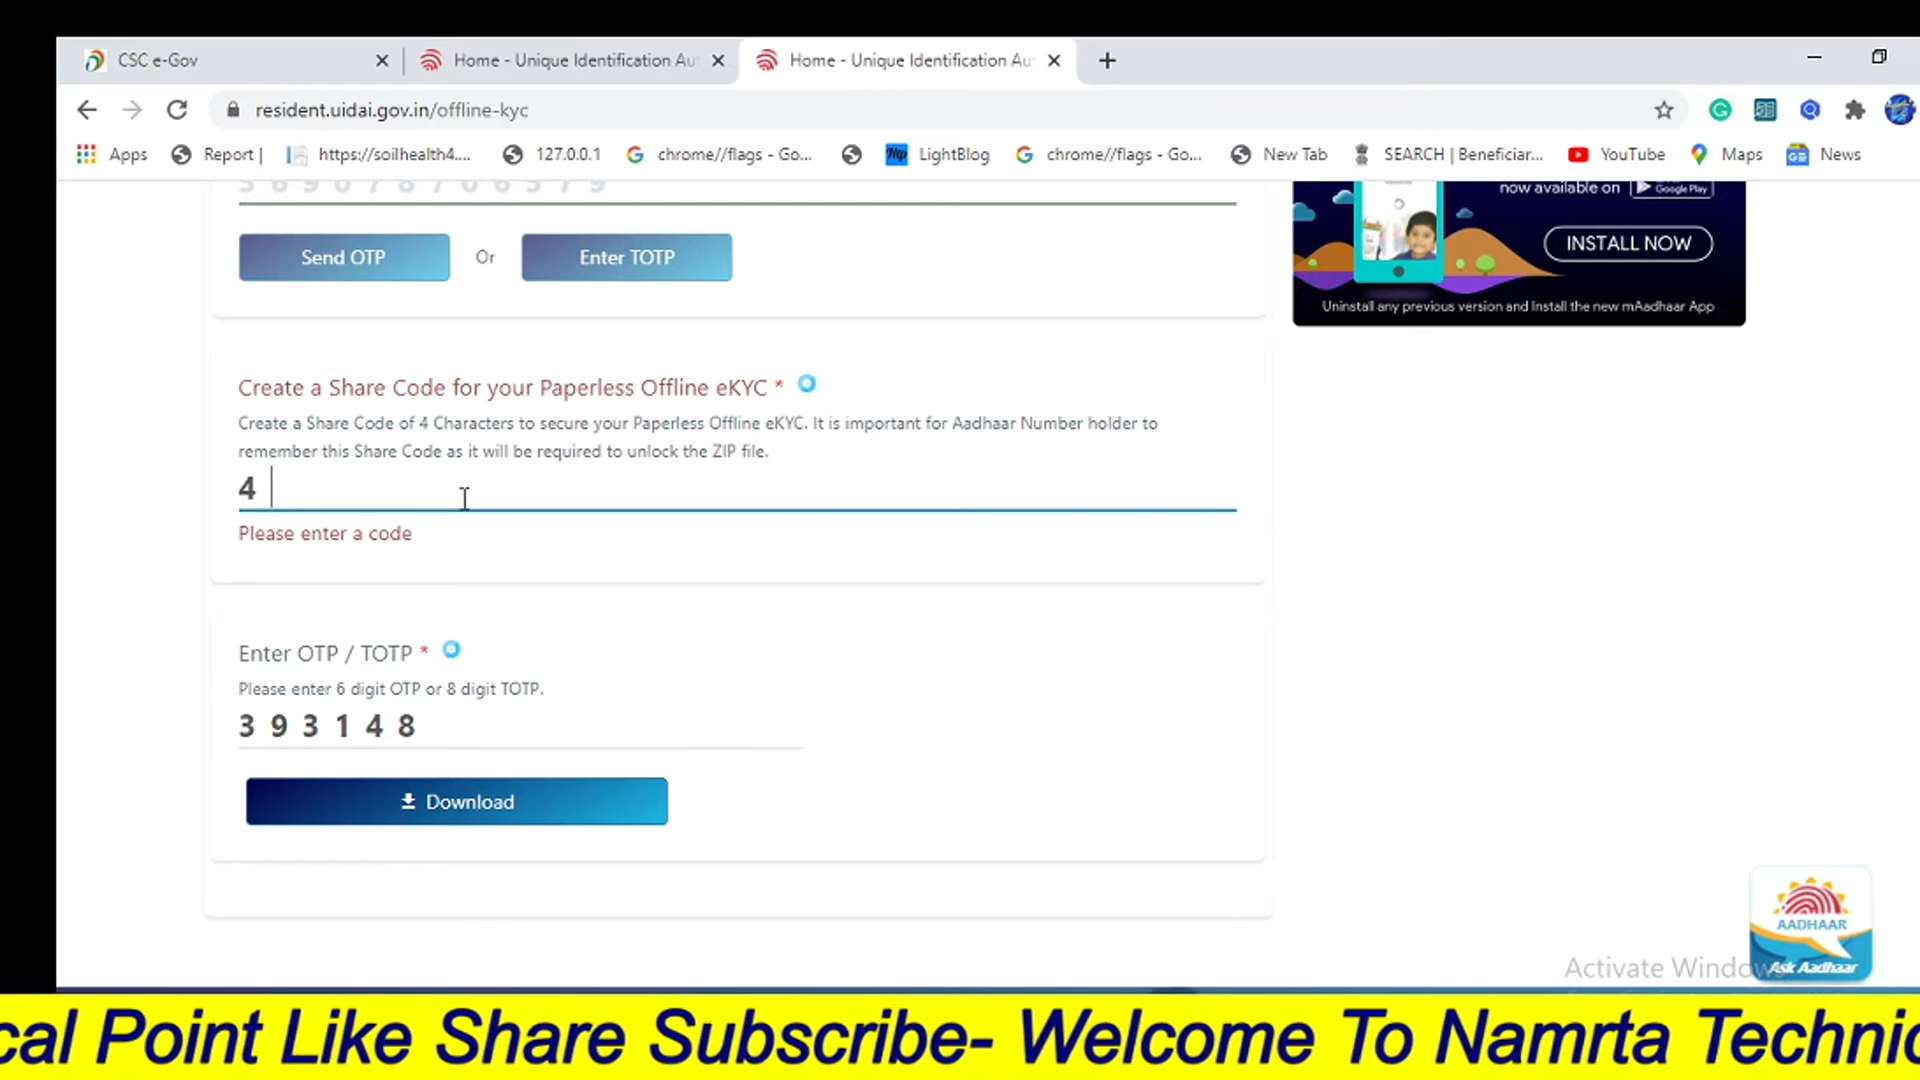 CSC e-Gov
Home - Unique Identification Au
Home - Unique Identification Au
resident.uidai.gov.in/offline-kyc
Apps
Report |
https://soilhealth4....
127.0.0.1
chrome//flags - Go...
LightBlog
chrome//flags - Go...
New Tab
SEARCH | Beneficiar...
YouTube
Maps
News
now available on
Google Play
INSTALL NOW
Uninstall any previous version and Install the new mAadhaar App
Send OTP
Or
Enter TOTP
Create a Share Code for your Paperless Offline eKYC *
Create a Share Code of 4 Characters to secure your Paperless Offline eKYC. It is important for Aadhaar Number holder to
remember this Share Code as it will be required to unlock the ZIP file.
4
Please enter a code
Enter OTP / TOTP *
Please enter 6 digit OTP or 8 digit TOTP.
3 9 3 1 4 8
Download
AADHAAR
Ask Aadhaar
Activate Windo
cal Point Like Share Subscribe- Welcome To Namrta Technic